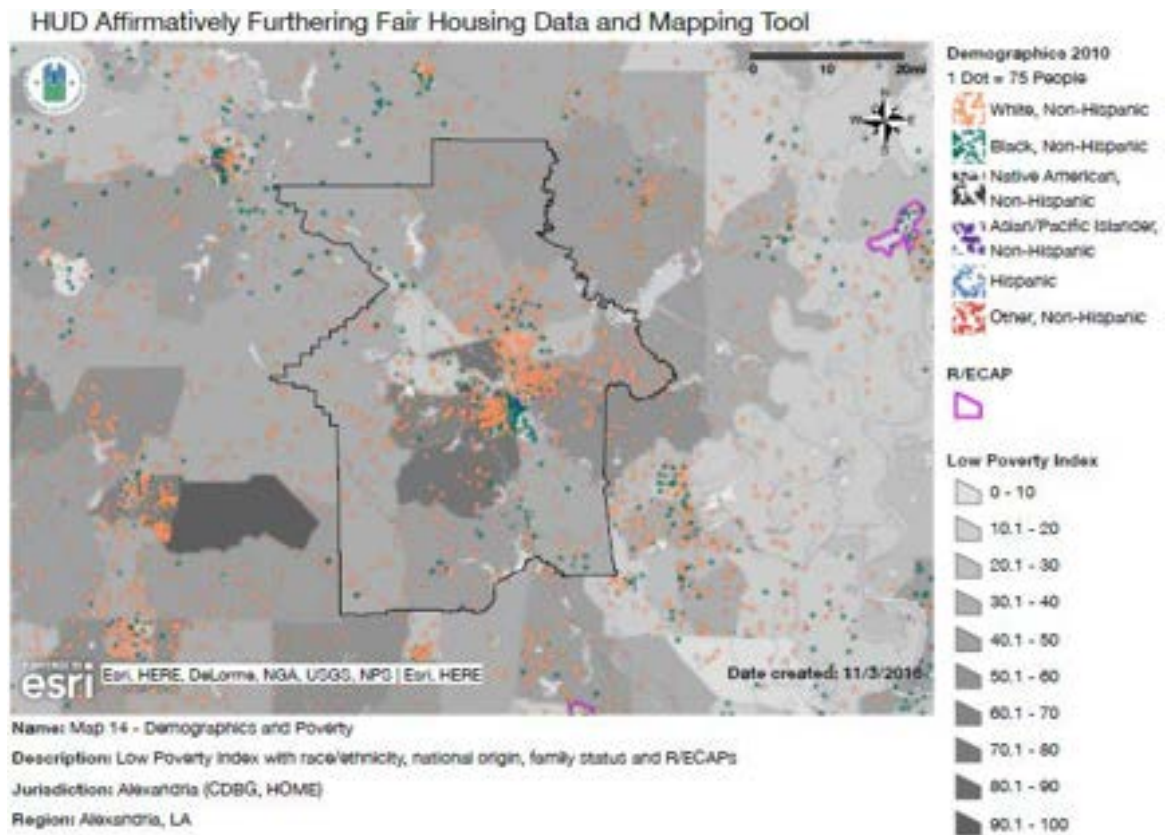 HUD Affirmatively Furthering Fair Housing Data and Mapping Tool
0 10 20mi
N
W E
S
Demographics 2010
1 Dot = 75 People
White, Non-Hispanic
Black, Non-Hispanic
Native American,
Non-Hispanic
Asian/Pacific Islander,
Non-Hispanic
Hispanic
Other, Non-Hispanic
R/ECAP
Low Poverty Index
0 - 10
10.1 - 20
20.1 - 30
30.1 - 40
40.1 - 50
50.1 - 60
60.1 - 70
70.1 - 80
80.1 - 90
90.1 - 100
esri
Esri, HERE, DeLorme, NGA, USGS, NPS | Esri, HERE
Date created: 11/3/2016
Name: Map 14 - Demographics and Poverty
Description: Low Poverty Index with race/ethnicity, national origin, family status and R/ECAPs
Jurisdiction: Alexandria (CDBG, HOME)
Region: Alexandria, LA